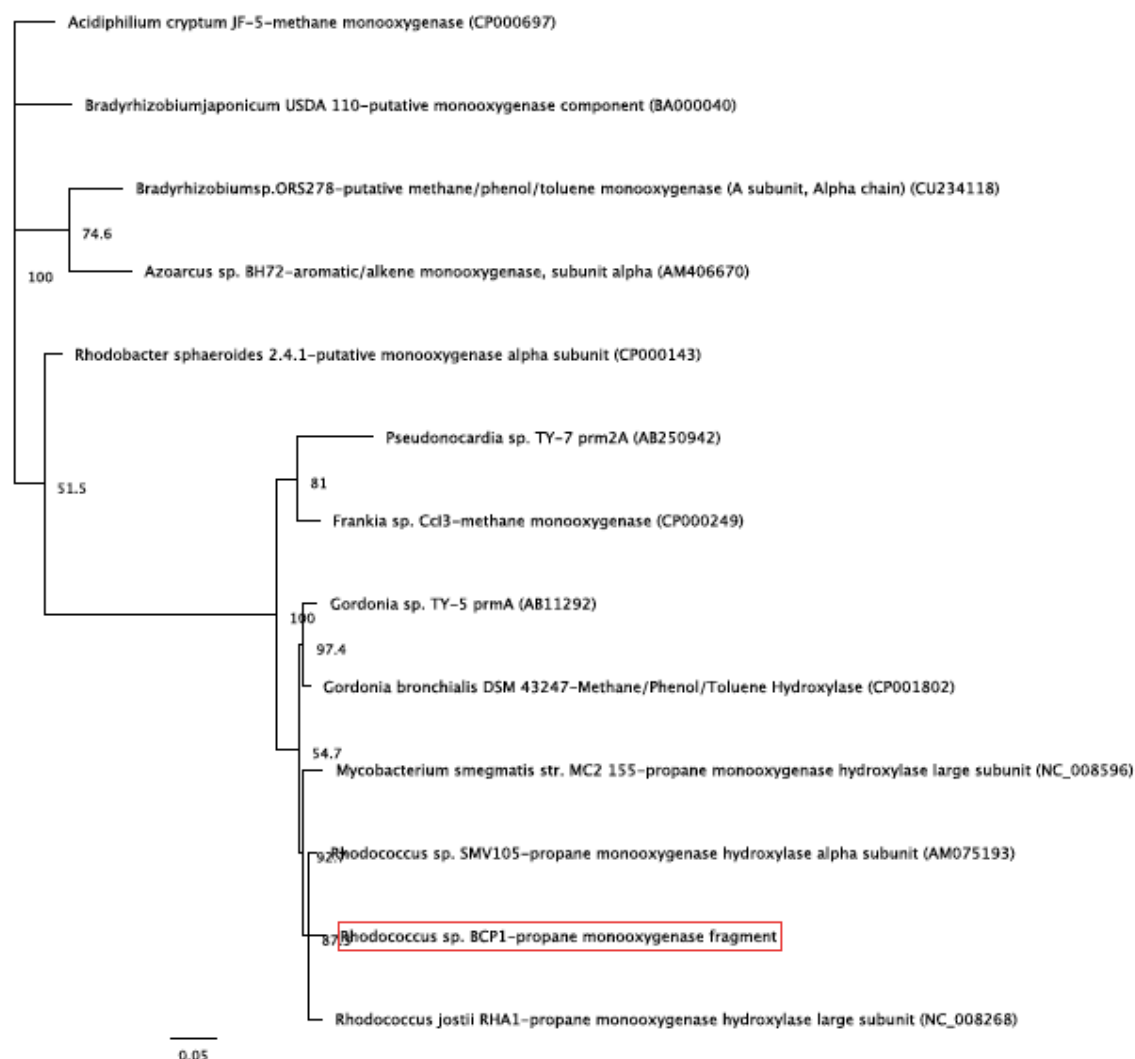 Acidiphilium cryptum JF-5-methane monooxygenase (CP000697)
Bradyrhizobiumjaponicum USDA 110-putative monooxygenase component (BA000040)
Bradyrhizobiumsp.ORS278-putative methane/phenol/toluene monooxygenase (A subunit, Alpha chain) (CU234118)
74.6
Azoarcus sp. BH72-aromatic/alkene monooxygenase, subunit alpha (AM406670)
100
Rhodobacter sphaeroides 2.4.1-putative monooxygenase alpha subunit (CP000143)
Pseudonocardia sp. TY-7 prm2A (AB250942)
51.5
81
Frankia sp. CcI3-methane monooxygenase (CP000249)
Gordonia sp. TY-5 prmA (AB11292)
100
97.4
Gordonia bronchialis DSM 43247-Methane/Phenol/Toluene Hydroxylase (CP001802)
54.7
Mycobacterium smegmatis str. MC2 155-propane monooxygenase hydroxylase large subunit (NC_008596)
92.7
Rhodococcus sp. SMV105-propane monooxygenase hydroxylase alpha subunit (AM075193)
87.3
Rhodococcus sp. BCP1-propane monooxygenase fragment
Rhodococcus jostii RHA1-propane monooxygenase hydroxylase large subunit (NC_008268)
0.05